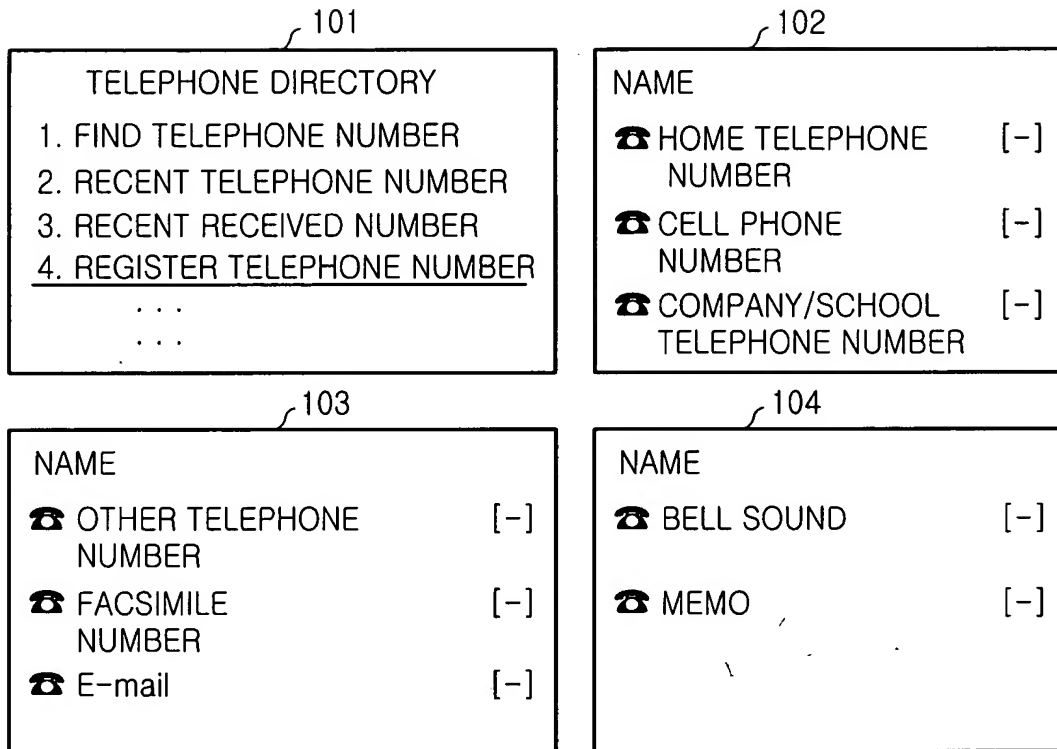 101
TELEPHONE DIRECTORY
1. FIND TELEPHONE NUMBER
2. RECENT TELEPHONE NUMBER
3. RECENT RECEIVED NUMBER
4. REGISTER TELEPHONE NUMBER
. . .
. . .
102
NAME
☎ HOME TELEPHONE [-]
NUMBER
☎ CELL PHONE [-]
NUMBER
☎ COMPANY/SCHOOL [-]
TELEPHONE NUMBER
103
NAME
☎ OTHER TELEPHONE [-]
NUMBER
☎ FACSIMILE [-]
NUMBER
☎ E-mail [-]
104
NAME
☎ BELL SOUND [-]
☎ MEMO [-]